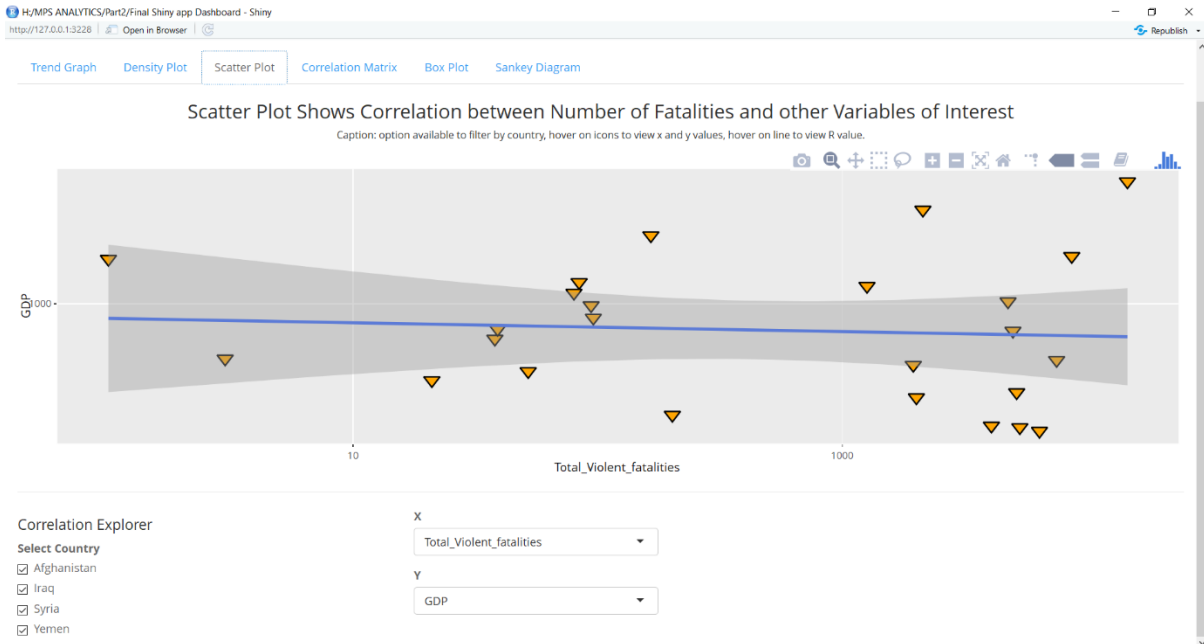 H:/MPS ANALYTICS/Part2/Final Shiny app Dashboard - Shiny
http://127.0.0.1:3228 Open in Browser Republish
Trend Graph Density Plot Scatter Plot Correlation Matrix Box Plot Sankey Diagram
Scatter Plot Shows Correlation between Number of Fatalities and other Variables of Interest
Caption: option available to filter by country, hover on icons to view x and y values, hover on line to view R value.
GDP
1000
10 1000
Total_Violent_fatalities
Correlation Explorer
Select Country
Afghanistan
Iraq
Syria
Yemen
X
Total_Violent_fatalities
Y
GDP